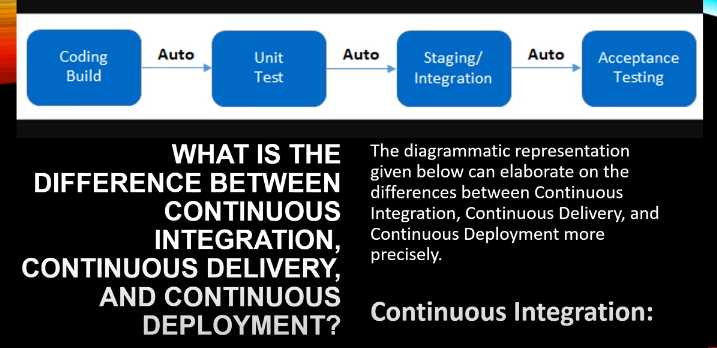 Coding
Build
Auto
Unit
Test
Auto
Staging/
Integration
Auto
Acceptance
Testing
WHAT IS THE
DIFFERENCE BETWEEN
CONTINUOUS
INTEGRATION,
CONTINUOUS DELIVERY,
AND CONTINUOUS
DEPLOYMENT?
The diagrammatic representation
given below can elaborate on the
differences between Continuous
Integration, Continuous Delivery, and
Continuous Deployment more
precisely.
Continuous Integration: